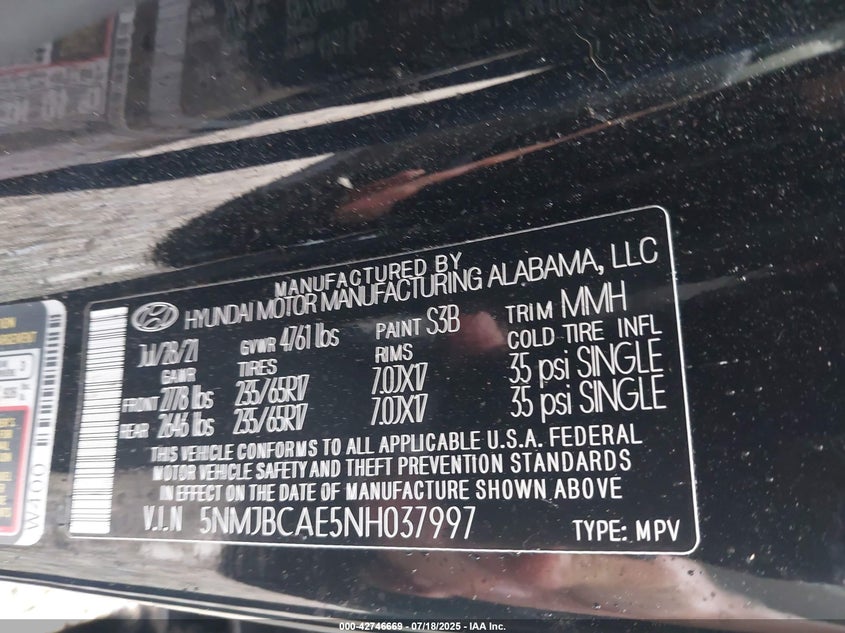 MANUFACTURED BY
HYUNDAI MOTOR MANUFACTURING ALABAMA, LLC
Jul/28/21 GVWR 4761 lbs PAINT S3B TRIM MMH
GAWR TIRES RIMS COLD TIRE INFL
FRONT 2778 lbs 235/65R17 7.0JX17 35 psi SINGLE
REAR 2646 lbs 235/65R17 7.0JX17 35 psi SINGLE
THIS VEHICLE CONFORMS TO ALL APPLICABLE U.S.A. FEDERAL
MOTOR VEHICLE SAFETY AND THEFT PREVENTION STANDARDS
IN EFFECT ON THE DATE OF MANUFACTURE SHOWN ABOVE
V.I.N 5NMJBCAE5NH037997 TYPE: MPV
W-100
000-42746669 - 07/18/2025 - IAA Inc.